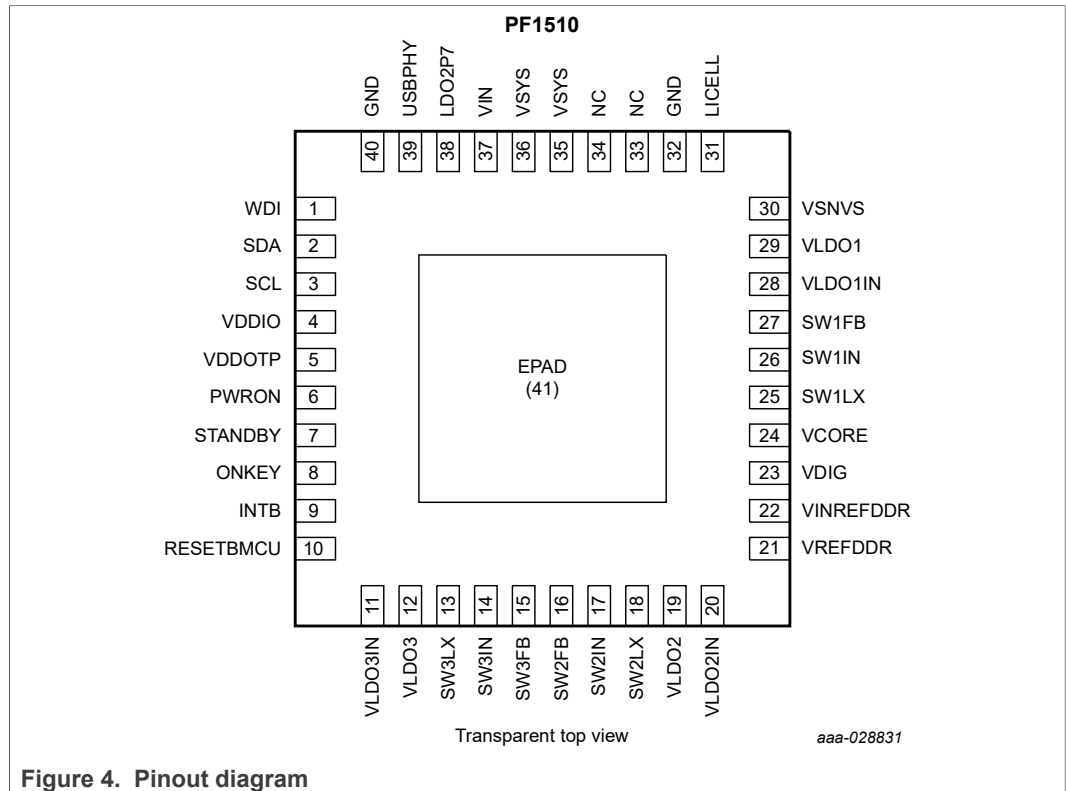 PF1510
GND
USBPHY
LDO2P7
VIN
VSYS
VSYS
NC
NC
GND
LICELL
40
39
38
37
36
35
34
33
32
31
WDI 1
SDA 2
SCL 3
VDDIO 4
VDDOTP 5
PWRON 6
STANDBY 7
ONKEY 8
INTB 9
RESETBMCU 10
EPAD
(41)
30 VSNVS
29 VLDO1
28 VLDO1IN
27 SW1FB
26 SW1IN
25 SW1LX
24 VCORE
23 VDIG
22 VINREFDDR
21 VREFDDR
11
12
13
14
15
16
17
18
19
20
VLDO3IN
VLDO3
SW3LX
SW3IN
SW3FB
SW2FB
SW2IN
SW2LX
VLDO2
VLDO2IN
Transparent top view
aaa-028831
Figure 4. Pinout diagram